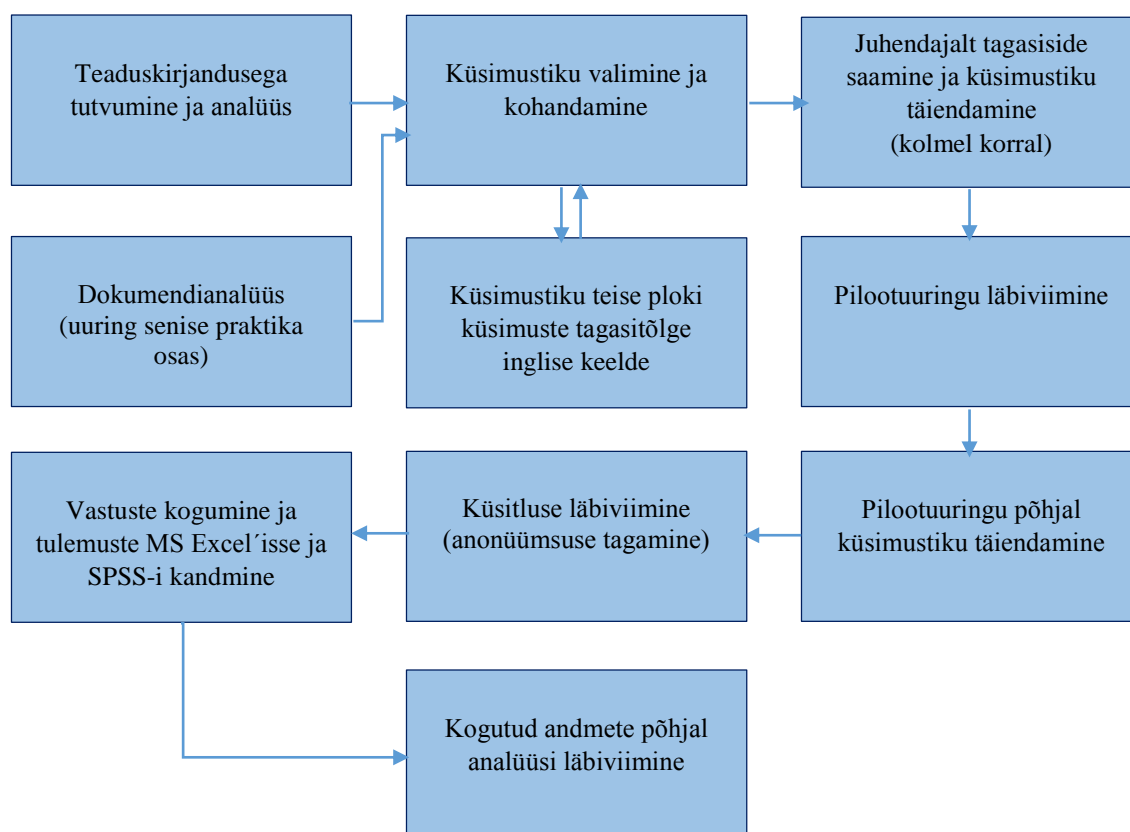 Teaduskirjandusega
tutvumine ja analüüs
Küsimustiku valimine ja
kohandamine
Juhendajalt tagasiside
saamine ja küsimustiku
täiendamine
(kolmel korral)
Dokumendianalüüs
(uuring senise praktika
osas)
Küsimustiku teise ploki
küsimuste tagasitõlge
inglise keelde
Pilootuuringu läbiviimine
Vastuste kogumine ja
tulemuste MS Excel´isse ja
SPSS-i kandmine
Küsitluse läbiviimine
(anonüümsuse tagamine)
Pilootuuringu põhjal
küsimustiku täiendamine
Kogutud andmete põhjal
analüüsi läbiviimine